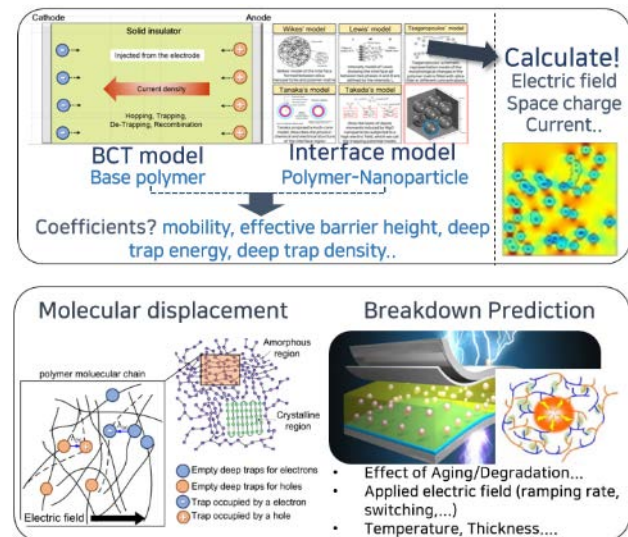 Cathode
Anode
Solid insulator
Injected from the electrode
Current density
Hopping, Trapping,
De-Trapping, Recombination
BCT model
Base polymer
Wilkes' model
Lewis' model
Tsagaropoulos' model
Tanaka's model
Takada's model
Interface model
Polymer-Nanoparticle
Calculate!
Electric field
Space charge
Current..
Coefficients? mobility, effective barrier height, deep
trap energy, deep trap density..
Molecular displacement
polymer moluecular chain
Electric field
Amorphous
region
Crystalline
region
Empty deep traps for electrons
Empty deep traps for holes
Trap occupied by a electron
Trap occupied by a hole
Breakdown Prediction
• Effect of Aging/Degradation...
• Applied electric field (ramping rate,
switching,...)
• Temperature, Thickness....